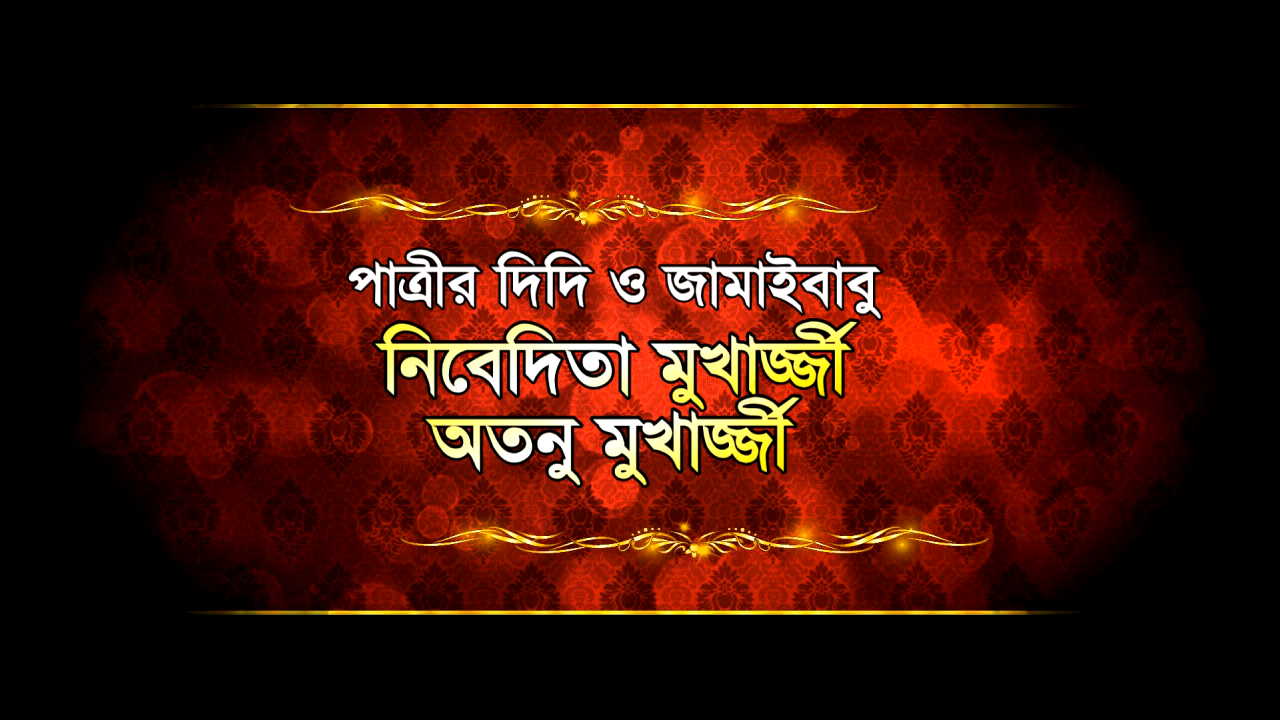 পাত্রীর দিদি ও জামাইবাবু
নিবেদিতা মুখার্জ্জী
অতনু মুখার্জ্জী